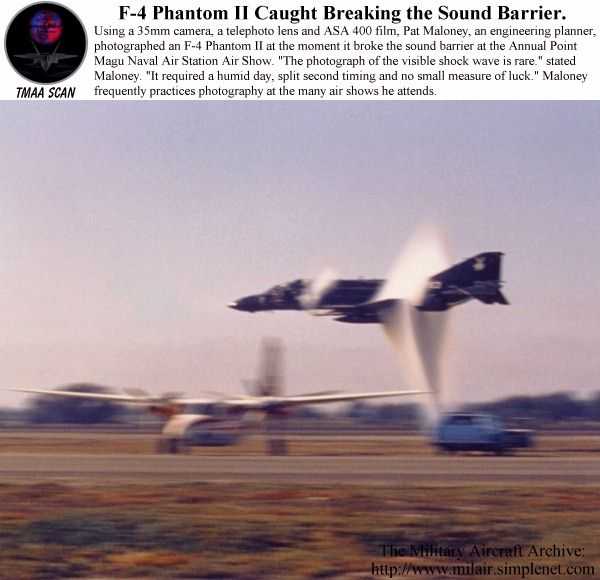 F-4 Phantom II Caught Breaking the Sound Barrier.
Using a 35mm camera, a telephoto lens and ASA 400 film, Pat Maloney, an engineering planner,
photographed an F-4 Phantom II at the moment it broke the sound barrier at the Annual Point
Magu Naval Air Station Air Show. "The photograph of the visible shock wave is rare." stated
Maloney. "It required a humid day, split second timing and no small measure of luck." Maloney
frequently practices photography at the many air shows he attends.
TMAA SCAN
The Military Aircraft Archive:
http://www.milair.simplenet.com